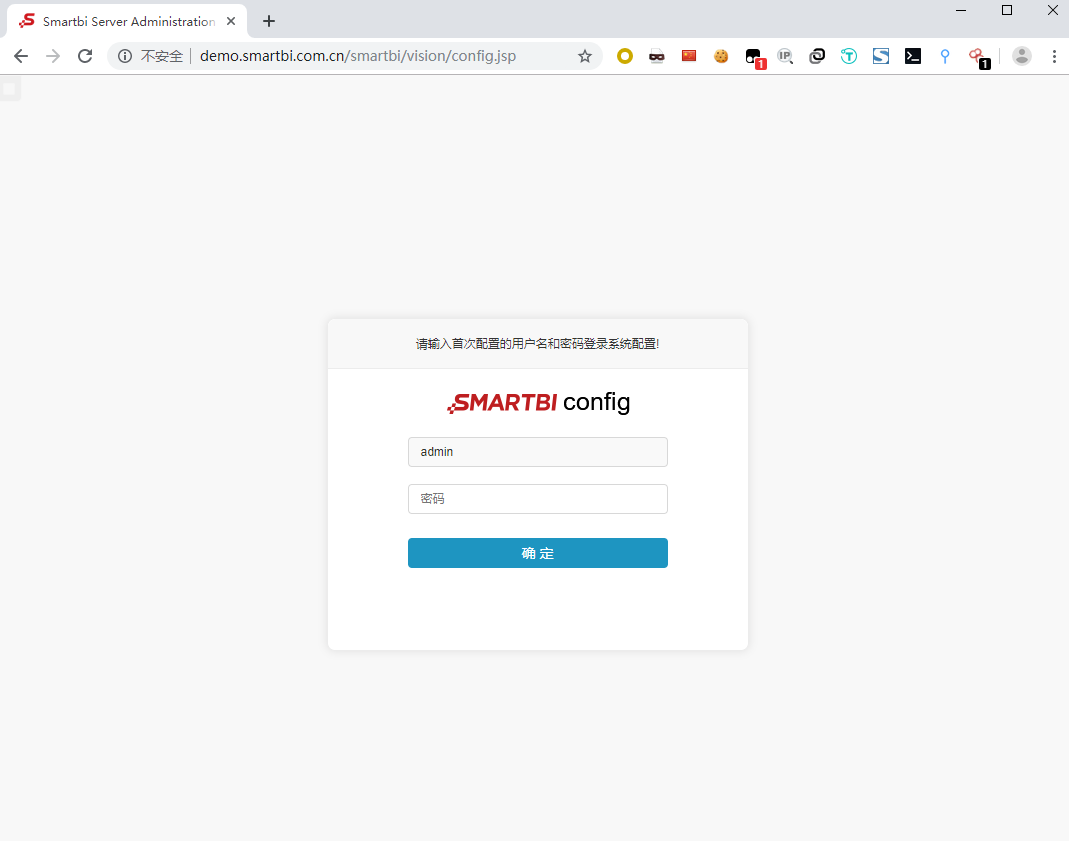 Smartbi Server Administration
不安全 demo.smartbi.com.cn/smartbi/vision/config.jsp
1
IP
1
请输入首次配置的用户名和密码登录系统配置!
SMARTBI config
admin
密码
确 定